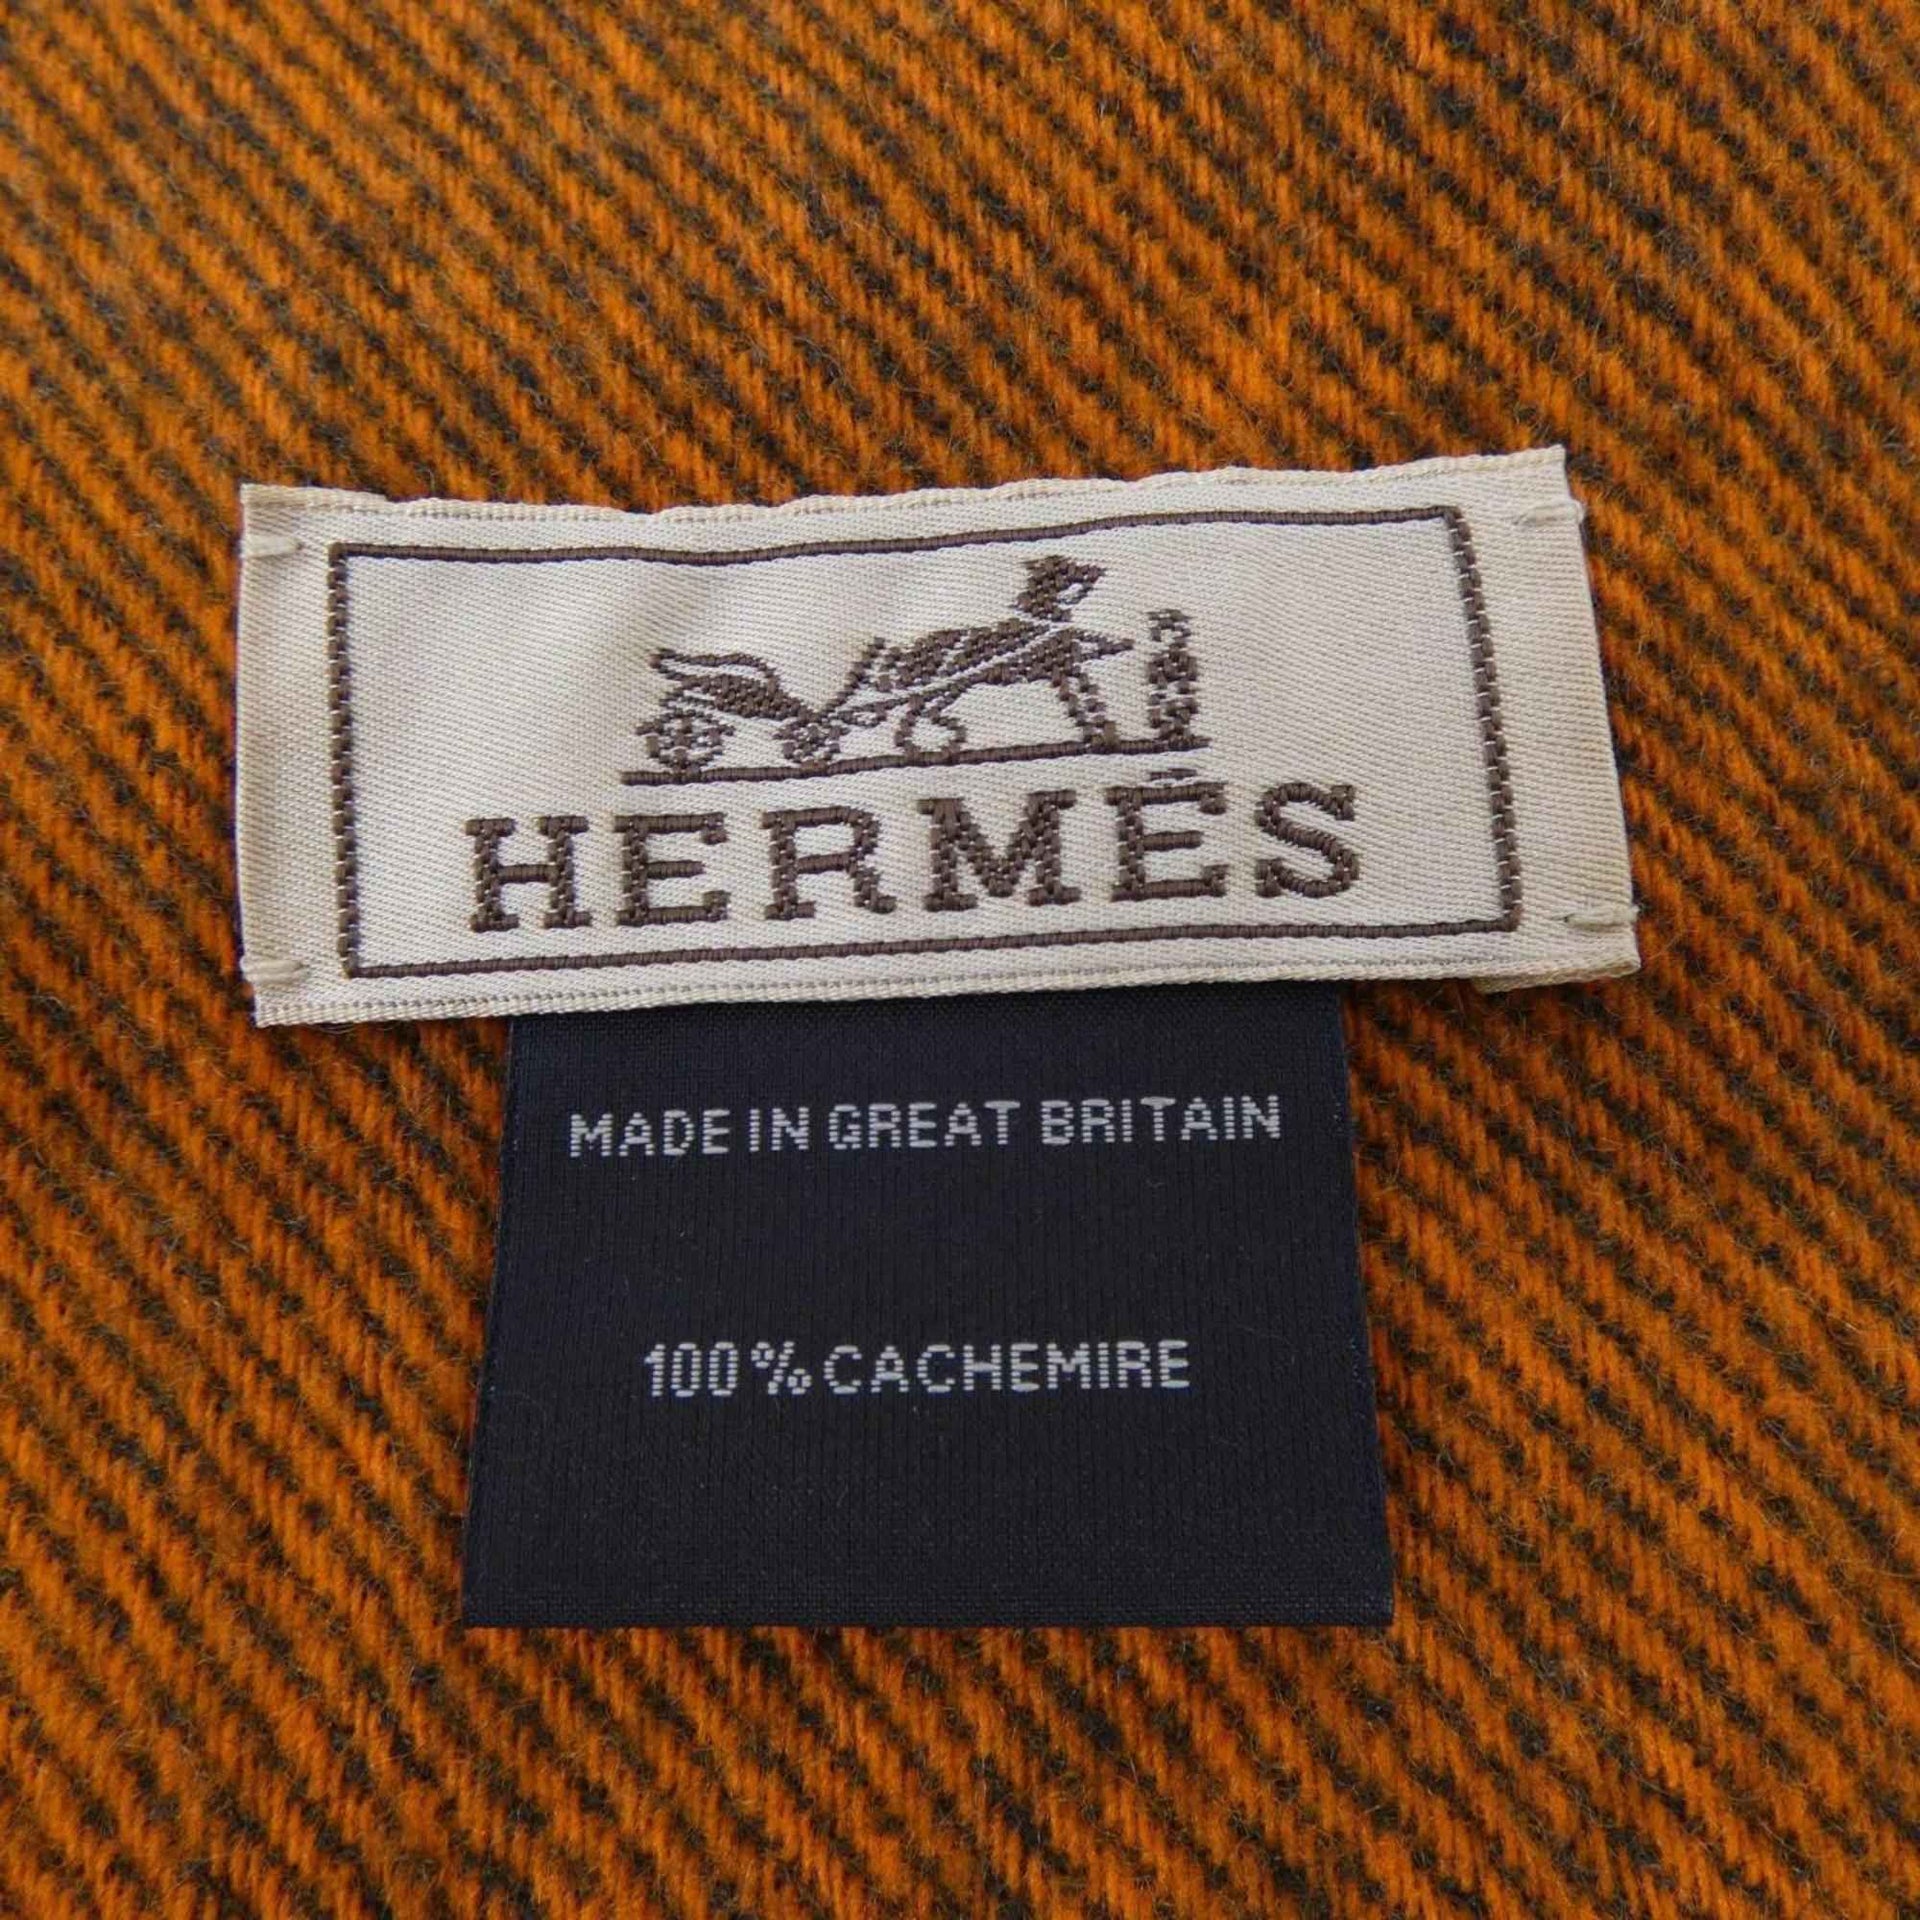 HERMÈS
MADE IN GREAT BRITAIN
100% CACHEMIRE